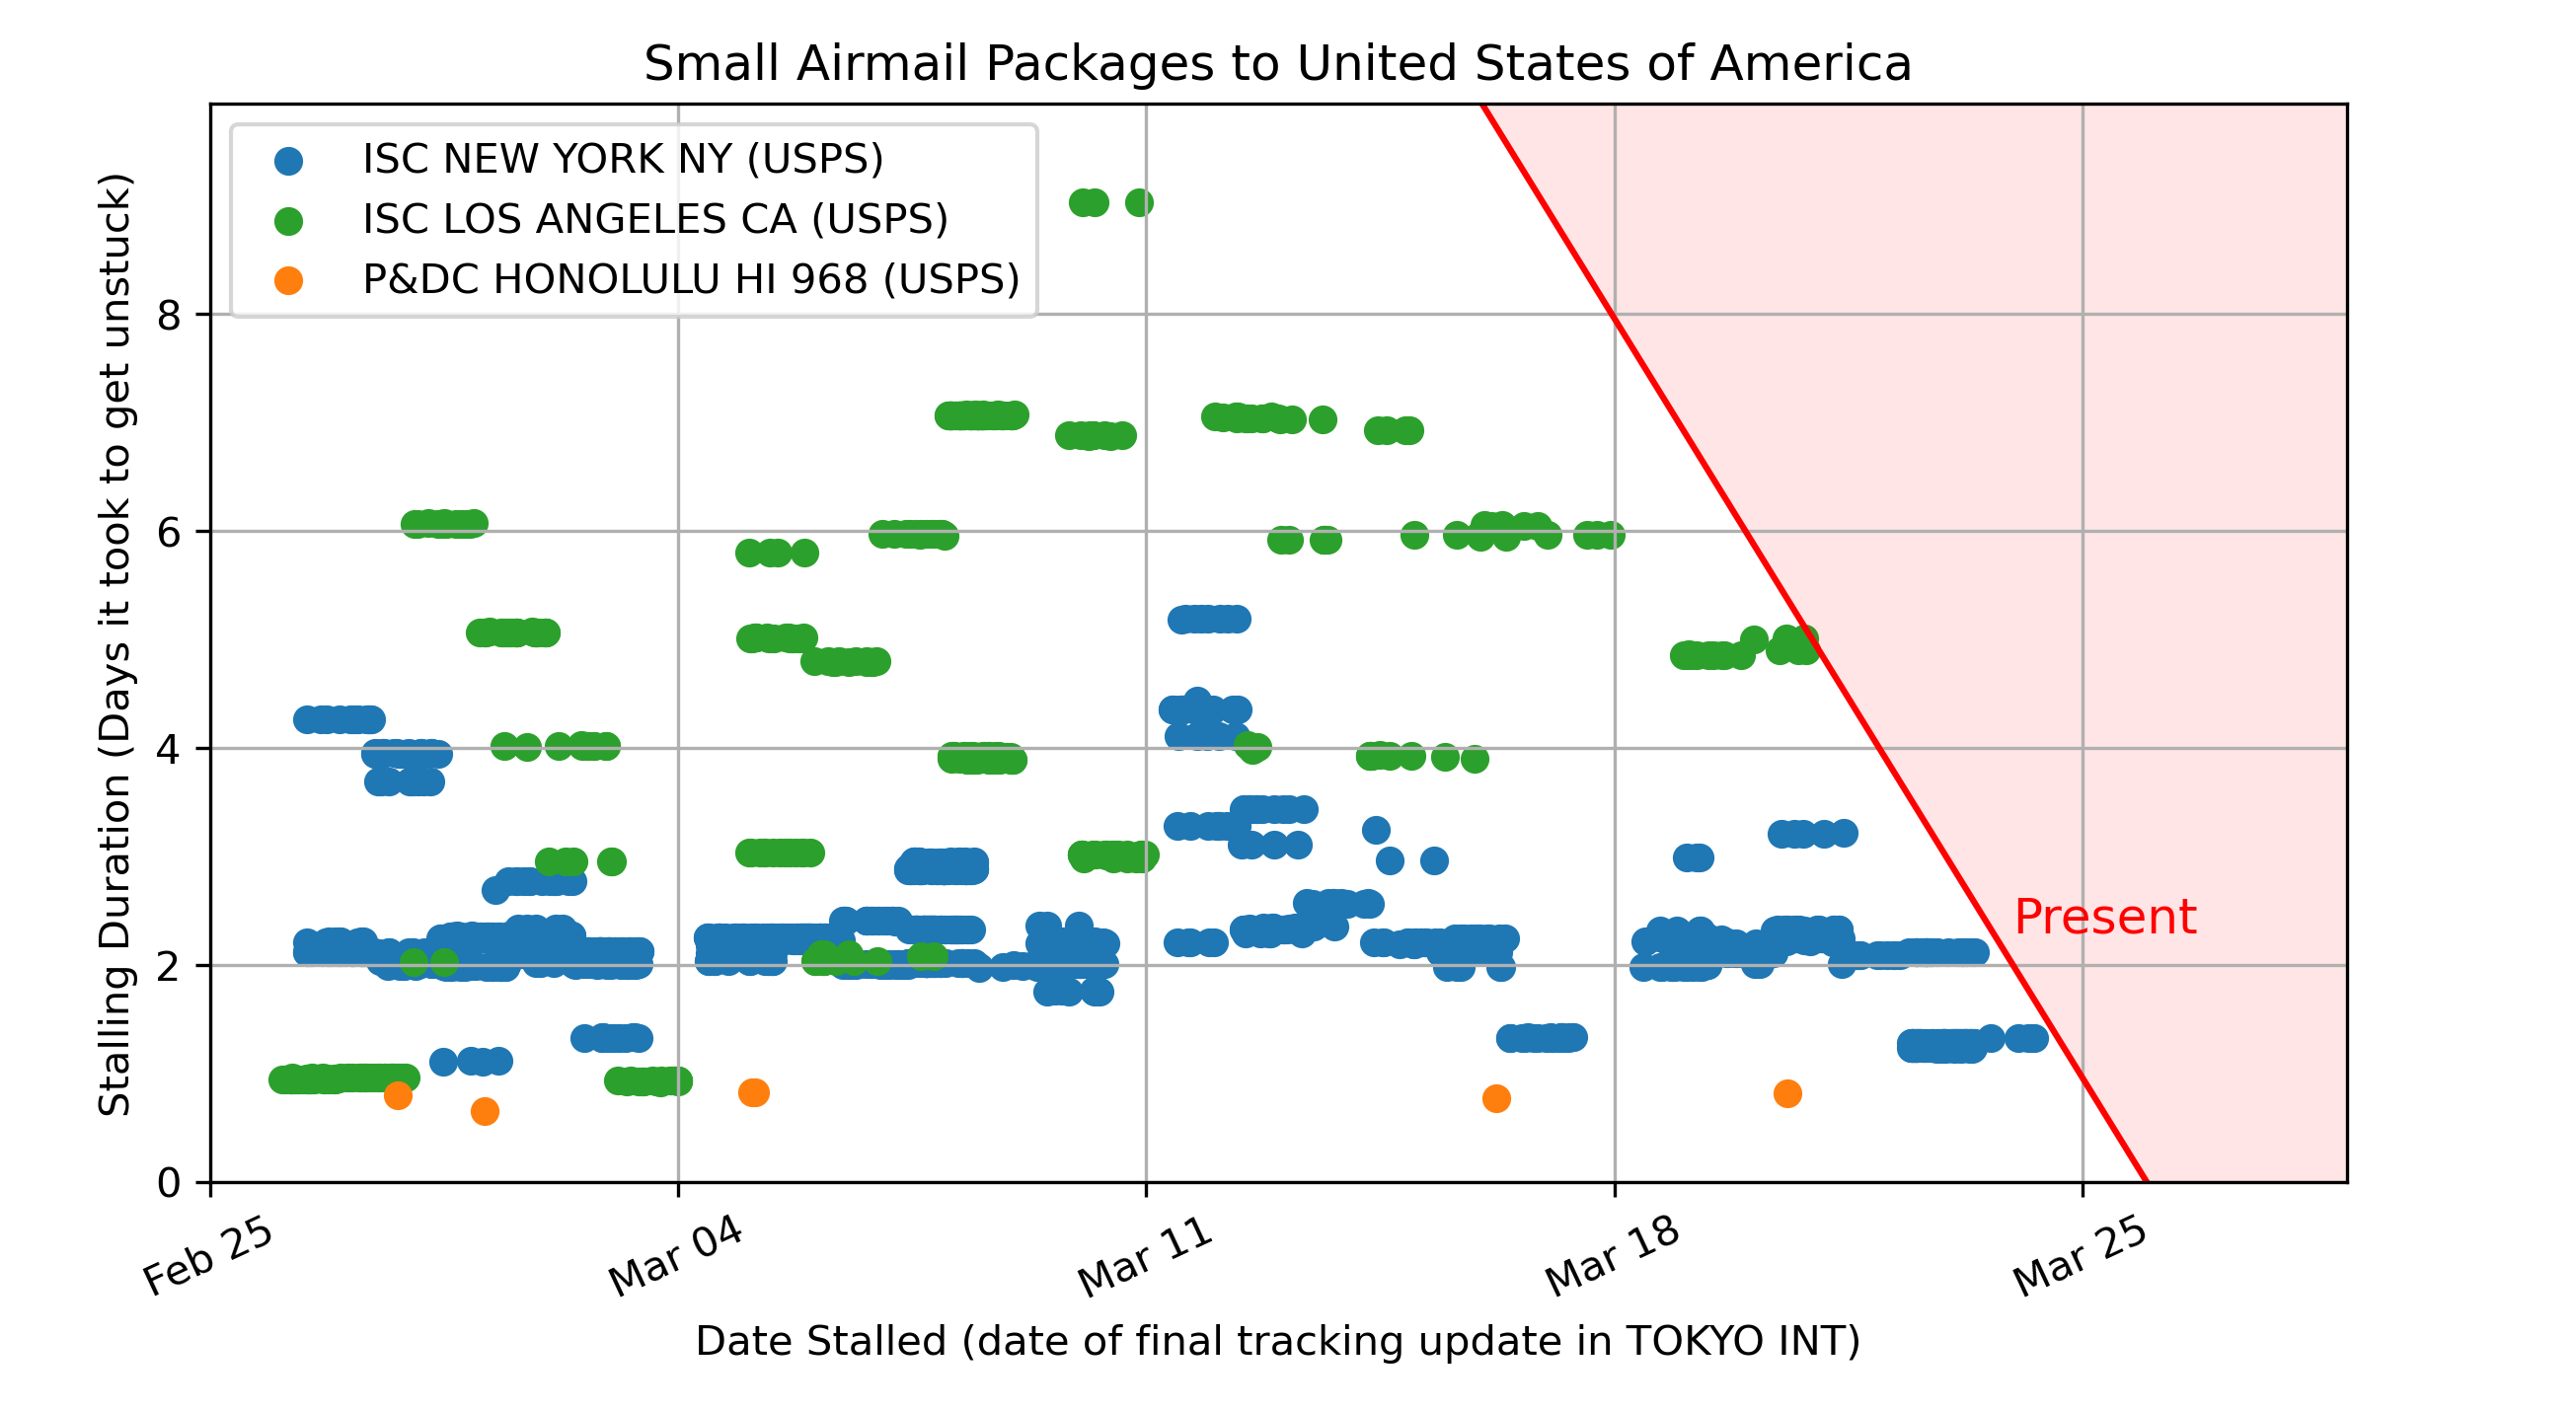 Small Airmail Packages to United States of America
ISC NEW YORK NY (USPS)
ISC LOS ANGELES CA (USPS)
P&DC HONOLULU HI 968 (USPS)
Stalling Duration (Days it took to get unstuck)
8
6
4
2
0
Present
Feb 25
Mar 04
Mar 11
Mar 18
Mar 25
Date Stalled (date of final tracking update in TOKYO INT)